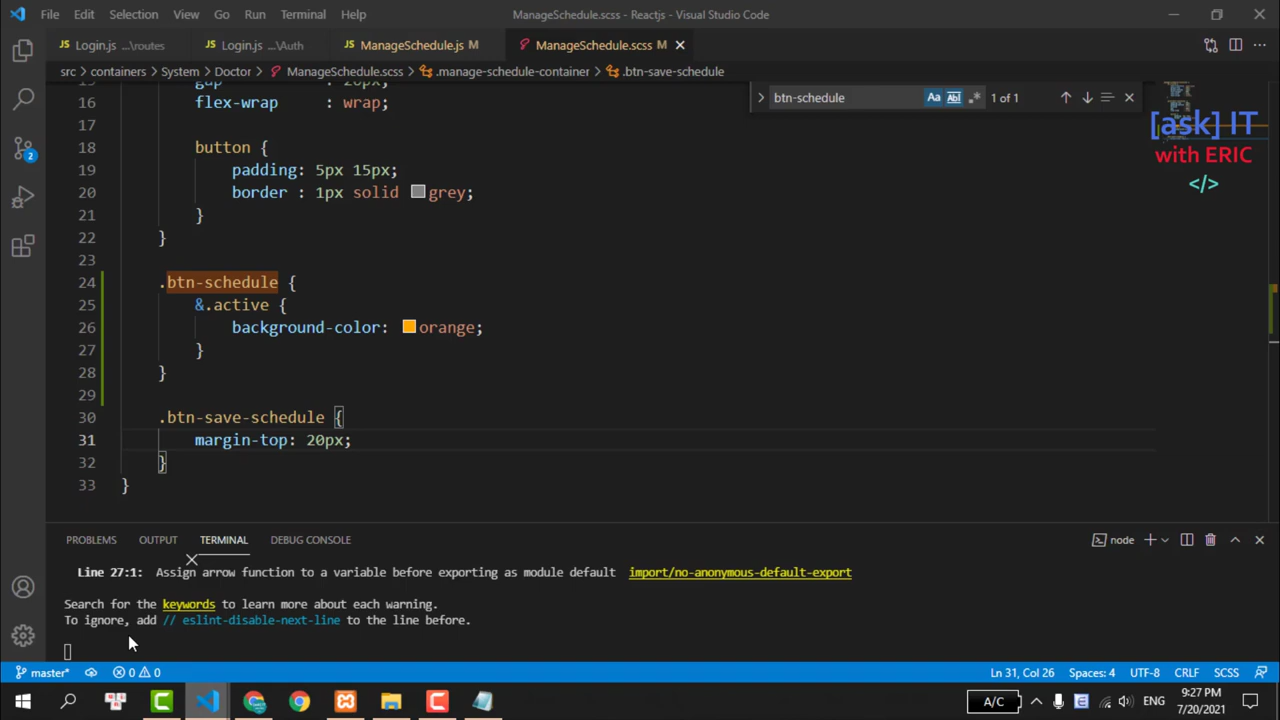 File Edit Selection View Go Run Terminal Help
ManageSchedule.scss - Reactjs - Visual Studio Code
Login.js ...\routes
Login.js ...\Auth
ManageSchedule.js M
ManageSchedule.scss M
src > containers > System > Doctor > ManageSchedule.scss > .manage-schedule-container > .btn-save-schedule
btn-schedule Aa Abl .* 1 of 1
[ask] IT
with ERIC
</>
16 flex-wrap : wrap;
17
18 button {
19 padding: 5px 15px;
20 border : 1px solid grey;
21 }
22 }
23
24 .btn-schedule {
25 &.active {
26 background-color: orange;
27 }
28 }
29
30 .btn-save-schedule {
31 margin-top: 20px;
32 }
33 }
PROBLEMS OUTPUT TERMINAL DEBUG CONSOLE
node
Line 27:1: Assign arrow function to a variable before exporting as module default import/no-anonymous-default-export
Search for the keywords to learn more about each warning.
To ignore, add // eslint-disable-next-line to the line before.
2
master* 0 0
Ln 31, Col 26 Spaces: 4 UTF-8 CRLF SCSS
A/C
ENG
9:27 PM
7/20/2021